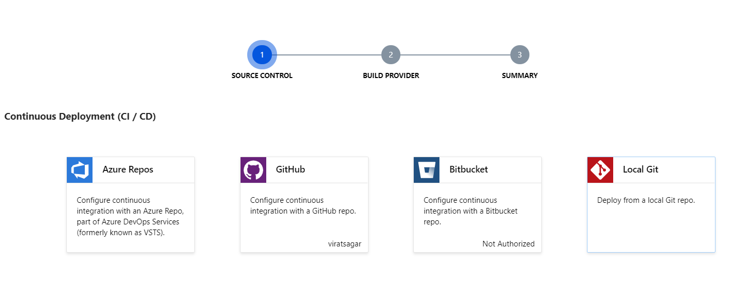 1
2
3
SOURCE CONTROL
BUILD PROVIDER
SUMMARY
Continuous Deployment (CI / CD)
Azure Repos
Configure continuous
integration with an Azure Repo,
part of Azure DevOps Services
(formerly known as VSTS).
GitHub
Configure continuous
integration with a GitHub repo.
viratsagar
Bitbucket
Configure continuous
integration with a Bitbucket
repo.
Not Authorized
Local Git
Deploy from a local Git repo.